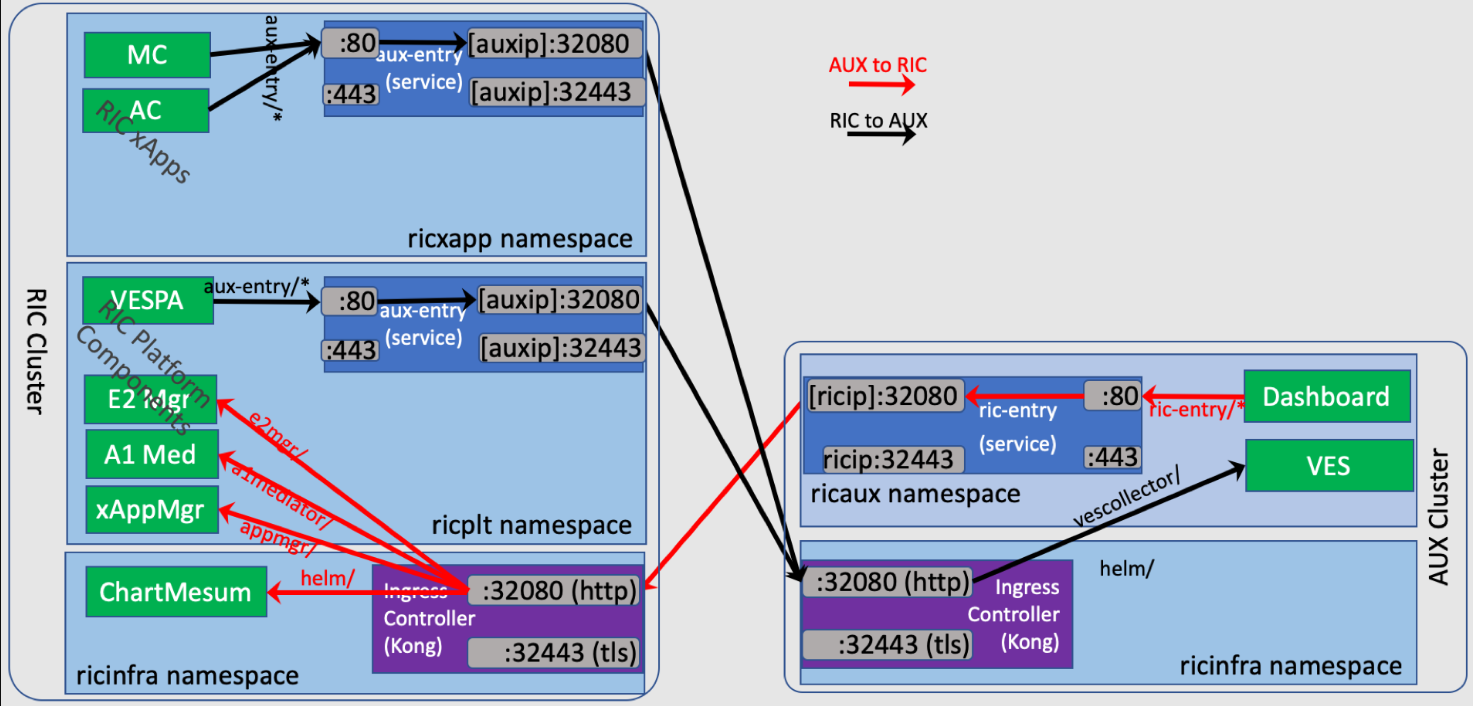 RIC Cluster
MC
AC
RIC xApps
aux-entry/*
:80
aux-entry
(service)
[auxip]:32080
:443
[auxip]:32443
ricxapp namespace
AUX to RIC
RIC to AUX
VESPA
RIC Platform
Components
aux-entry/*
:80
aux-entry
(service)
[auxip]:32080
:443
[auxip]:32443
E2 Mgr
A1 Med
xAppMgr
e2mgr/
a1mediator/
appmgr/
ricplt namespace
ChartMesum
helm/
Ingress
Controller
(Kong)
:32080 (http)
:32443 (tls)
ricinfra namespace
AUX Cluster
[ricip]:32080
ric-entry
(service)
:80
ric-entry/*
Dashboard
ricip:32443
:443
VES
ricaux namespace
vescollector/
:32080 (http)
Ingress
Controller
(Kong)
:32443 (tls)
helm/
ricinfra namespace